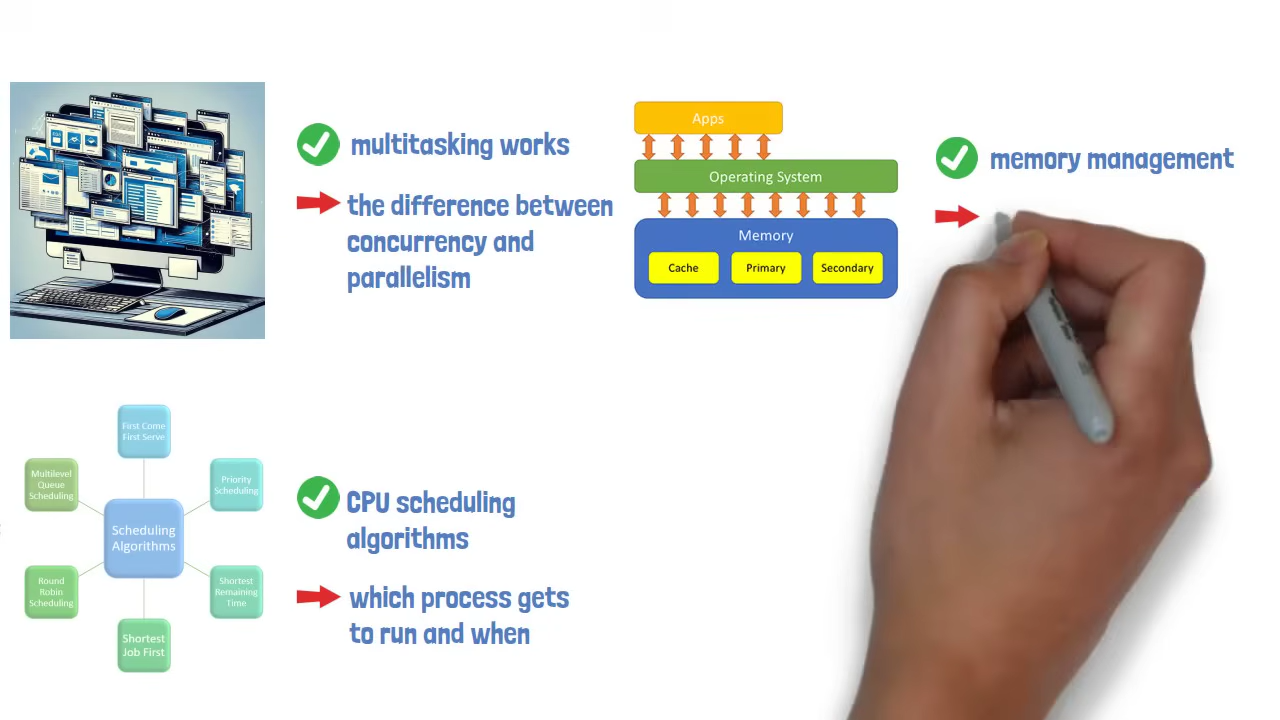 multitasking works
the difference between
concurrency and
parallelism
Apps
Operating System
Memory
Cache
Primary
Secondary
memory management
First Come
First Serve
Multilevel
Queue
Scheduling
Priority
Scheduling
Scheduling
Algorithms
Round
Robin
Scheduling
Shortest
Remaining
Time
Shortest
Job First
CPU scheduling
algorithms
which process gets
to run and when